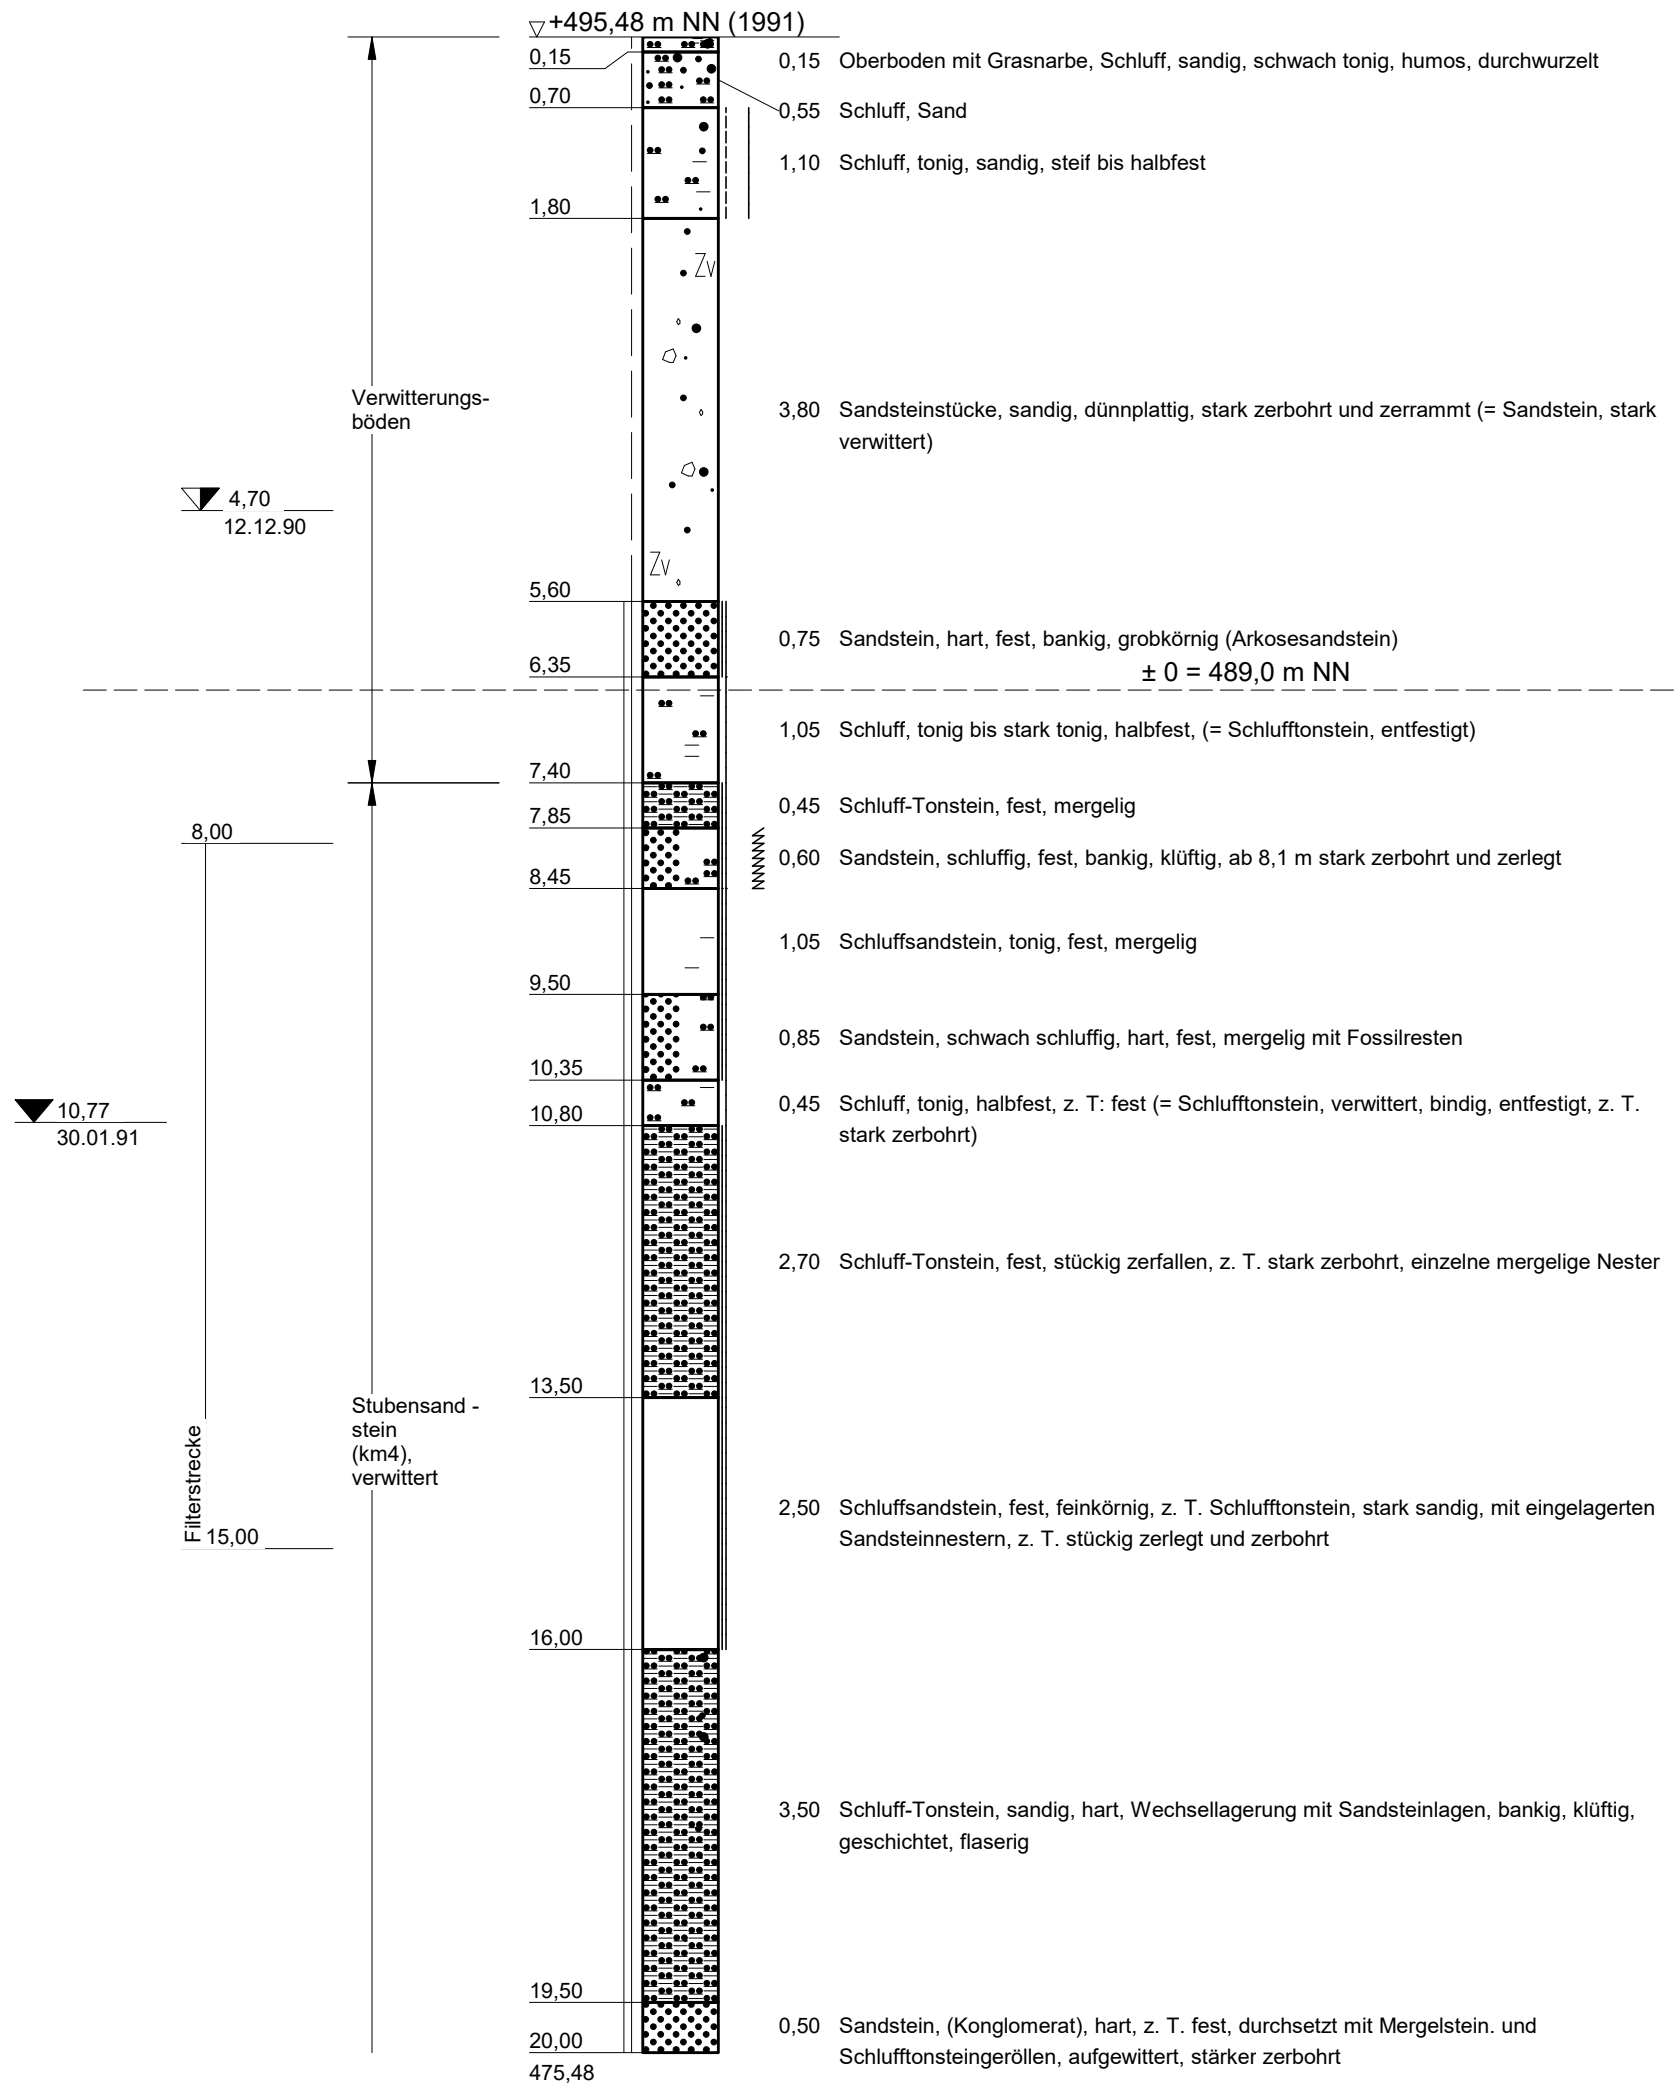 +495,48 m NN (1991)
0,15
0,15 Oberboden mit Grasnarbe, Schluff, sandig, schwach tonig, humos, durchwurzelt
0,70
0,55 Schluff, Sand
1,10 Schluff, tonig, sandig, steif bis halbfest
1,80
Zv
Verwitterungs-
böden
3,80 Sandsteinstücke, sandig, dünnplattig, stark zerbohrt und zerrammt (= Sandstein, stark
verwittert)
4,70
12.12.90
Zv
5,60
0,75 Sandstein, hart, fest, bankig, grobkörnig (Arkosesandstein)
6,35
± 0 = 489,0 m NN
1,05 Schluff, tonig bis stark tonig, halbfest, (= Schlufftonstein, entfestigt)
7,40
0,45 Schluff-Tonstein, fest, mergelig
7,85
8,00
0,60 Sandstein, schluffig, fest, bankig, klüftig, ab 8,1 m stark zerbohrt und zerlegt
8,45
1,05 Schluffsandstein, tonig, fest, mergelig
9,50
0,85 Sandstein, schwach schluffig, hart, fest, mergelig mit Fossilresten
10,35
10,77
30.01.91
0,45 Schluff, tonig, halbfest, z. T: fest (= Schlufftonstein, verwittert, bindig, entfestigt, z. T.
stark zerbohrt)
10,80
2,70 Schluff-Tonstein, fest, stückig zerfallen, z. T. stark zerbohrt, einzelne mergelige Nester
13,50
Stubensand -
stein
(km4),
verwittert
Filterstrecke
15,00
2,50 Schluffsandstein, fest, feinkörnig, z. T. Schlufftonstein, stark sandig, mit eingelagerten
Sandsteinnestern, z. T. stückig zerlegt und zerbohrt
16,00
3,50 Schluff-Tonstein, sandig, hart, Wechsellagerung mit Sandsteinlagen, bankig, klüftig,
geschichtet, flaserig
19,50
0,50 Sandstein, (Konglomerat), hart, z. T. fest, durchsetzt mit Mergelstein. und
Schlufftonsteingeröllen, aufgewittert, stärker zerbohrt
20,00
475,48